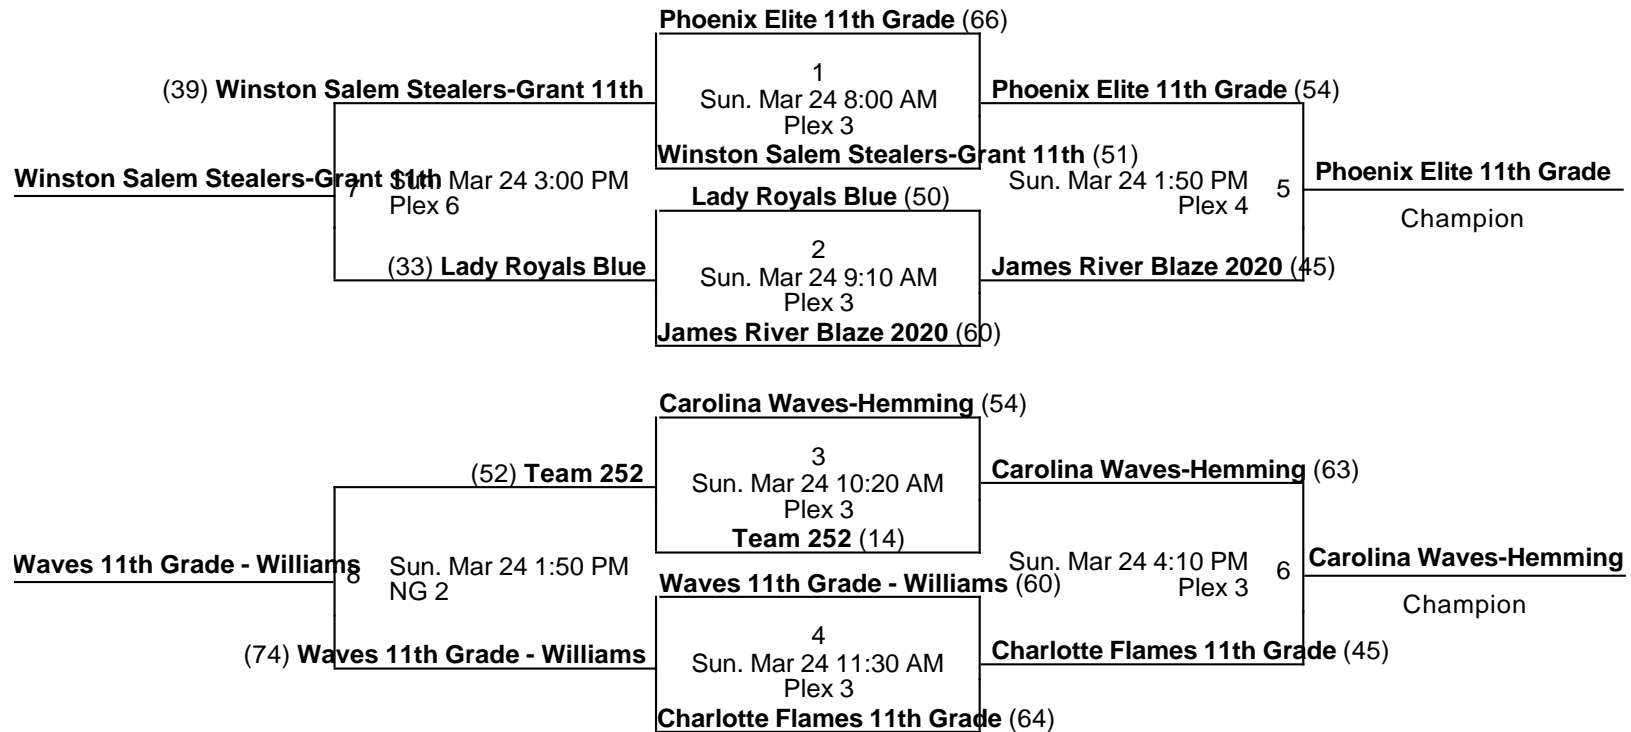 Phoenix Elite 11th Grade (66)
1
(39) Winston Salem Stealers-Grant 11th
Sun. Mar 24 8:00 AM
Phoenix Elite 11th Grade (54)
Plex 3
Winston Salem Stealers-Grant 11th (51)
Winston Salem Stealers-Grant 11th
7
Sun. Mar 24 3:00 PM
Plex 6
Sun. Mar 24 1:50 PM
Plex 4
5
Phoenix Elite 11th Grade
Champion
Lady Royals Blue (50)
2
(33) Lady Royals Blue
Sun. Mar 24 9:10 AM
James River Blaze 2020 (45)
Plex 3
James River Blaze 2020 (60)
Carolina Waves-Hemming (54)
3
(52) Team 252
Sun. Mar 24 10:20 AM
Carolina Waves-Hemming (63)
Plex 3
Team 252 (14)
Waves 11th Grade - Williams
8
Sun. Mar 24 1:50 PM
NG 2
Sun. Mar 24 4:10 PM
Plex 3
6
Carolina Waves-Hemming
Champion
Waves 11th Grade - Williams (60)
4
(74) Waves 11th Grade - Williams
Sun. Mar 24 11:30 AM
Charlotte Flames 11th Grade (45)
Plex 3
Charlotte Flames 11th Grade (64)